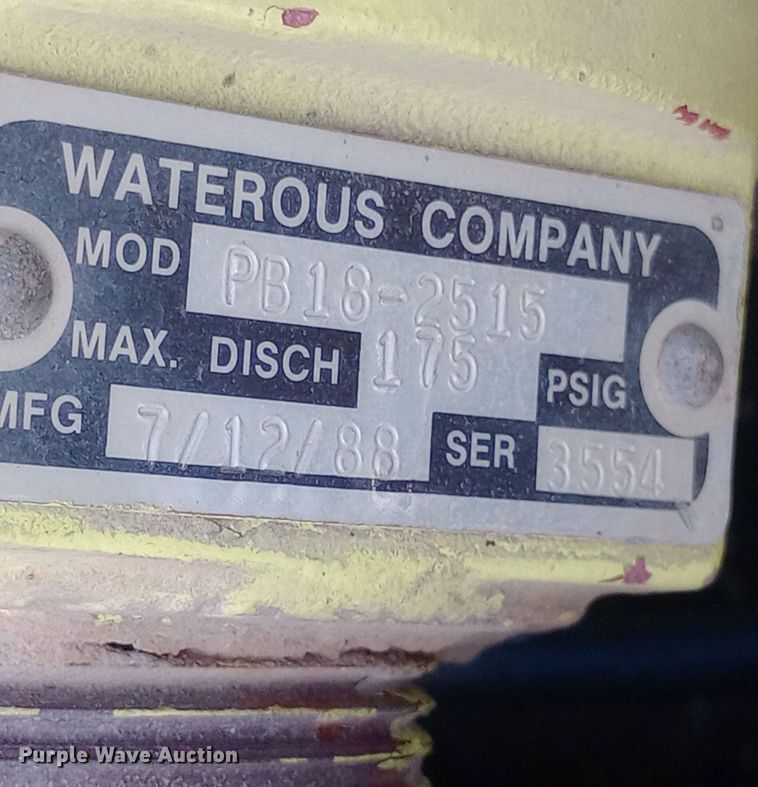 WATEROUS COMPANY
MOD PB18-2515
MAX. DISCH 175 PSIG
MFG 7/12/88 SER 3554
Purple Wave Auction